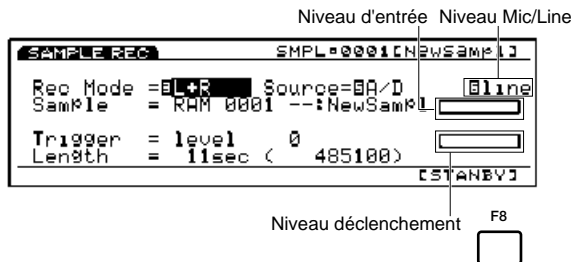 Niveau d'entrée Niveau Mic/Line
SAMPLE REC SMPL=0001[NewSampl]
Rec Mode =L+R Source=A/D line
Sample = RAM 0001 --:NewSampl
Trigger = level 0
Length = 11sec ( 485100)
[STANDBY]
Niveau déclenchement F8